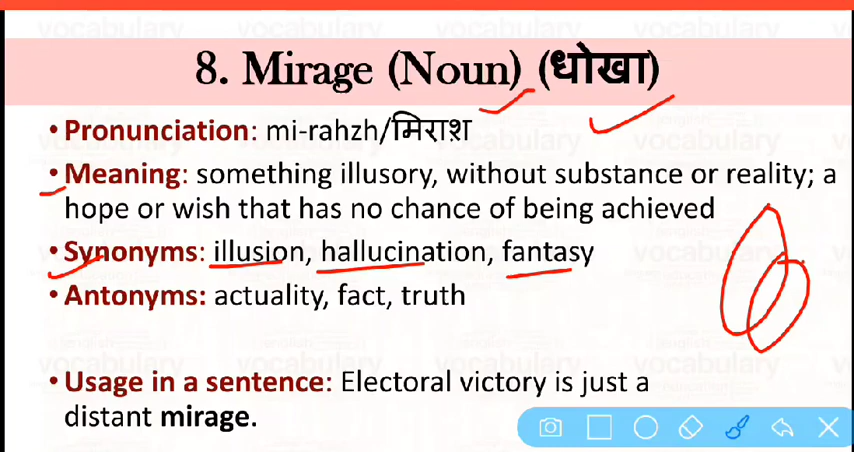 8. Mirage (Noun) (धोखा)
• Pronunciation: mi-rahzh/मिराश
• Meaning: something illusory, without substance or reality; a
hope or wish that has no chance of being achieved
• Synonyms: illusion, hallucination, fantasy
• Antonyms: actuality, fact, truth
• Usage in a sentence: Electoral victory is just a
distant mirage.